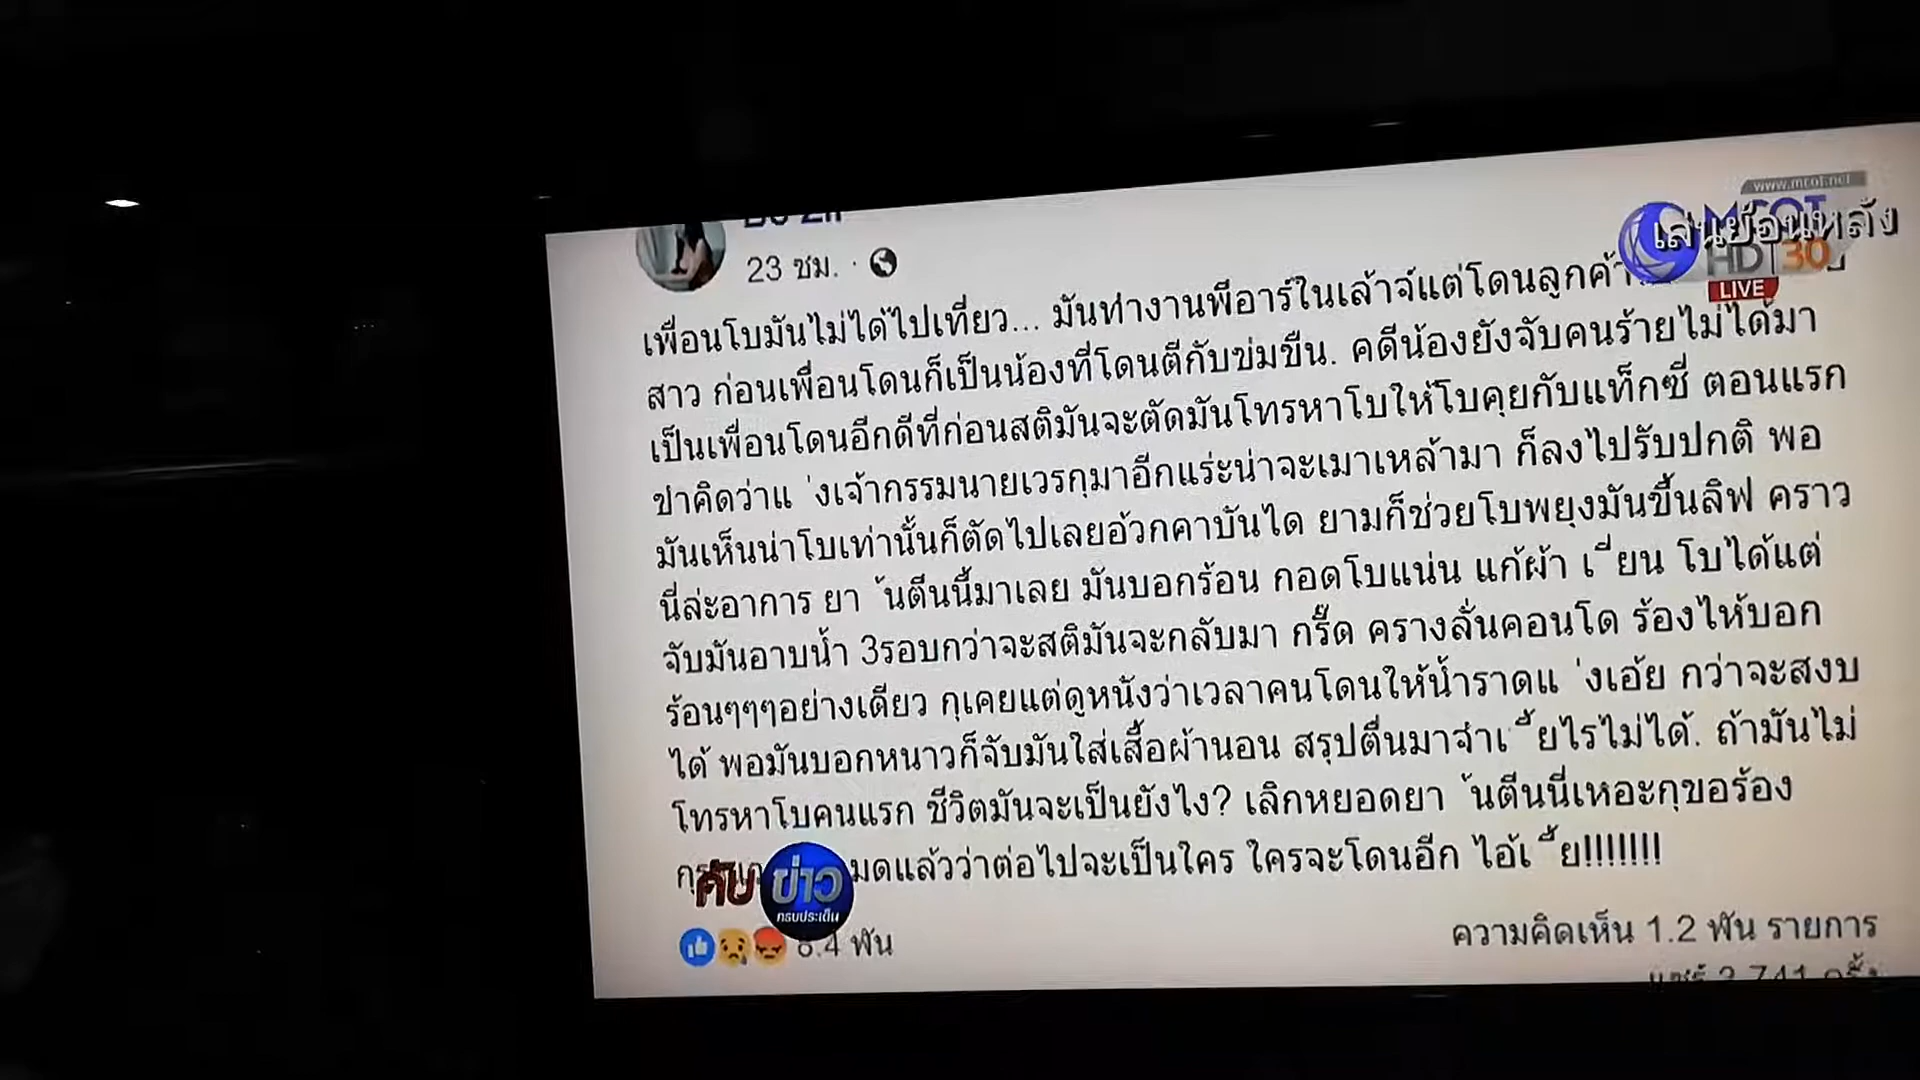 23 ชม.
www.mcot.net
เล่นย้อนหลัง
HD 30
LIVE
เพื่อนโบมันไม่ได้ไปเที่ยว... มันทำงานพีอาร์ในเล้าจ์แต่โดนลูกค้า
สาว ก่อนเพื่อนโดนก็เป็นน้องที่โดนตีกับข่มขืน. คดีน้องยังจับคนร้ายไม่ได้มา
เป็นเพื่อนโดนอีกดีที่ก่อนสติมันจะตัดมันโทรหาโบให้โบคุยกับแท็กซี่ ตอนแรก
ขำคิดว่าแ ่งเจ้ากรรมนายเวรกุมาอีกแร่ะน่าจะเมาเหล้ามา ก็ลงไปรับปกติ พอ
มันเห็นน่าโบเท่านั้นก็ตัดไปเลยอ้วกคาบันได ยามก็ช่วยโบพยุงมันขึ้นลิฟ คราว
นี่ล่ะอาการ ยา ้นตีนนี้มาเลย มันบอกร้อน กอดโบแน่น แก้ผ้า เ ี่ยน โบได้แต่
จับมันอาบน้ำ 3รอบกว่าจะสติมันจะกลับมา กรี๊ด ครางลั่นคอนโด ร้องไห้บอก
ร้อนๆๆๆอย่างเดียว กุเคยแต่ดูหนังว่าเวลาคนโดนให้น้ำราดแ ่งเอ้ย กว่าจะสงบ
ได้ พอมันบอกหนาวก็จับมันใส่เสื้อผ้านอน สรุปตื่นมาจำเ ี้ยไรไม่ได้. ถ้ามันไม่
โทรหาโบคนแรก ชีวิตมันจะเป็นยังไง? เลิกหยอดยา ้นตีนนี่เหอะกุขอร้อง
มดแล้วว่าต่อไปจะเป็นใคร ใครจะโดนอีก ไอ้เ ี้ย!!!!!!!
ข่าว
ครบประเด็น
6.4 พัน
ความคิดเห็น 1.2 พัน รายการ